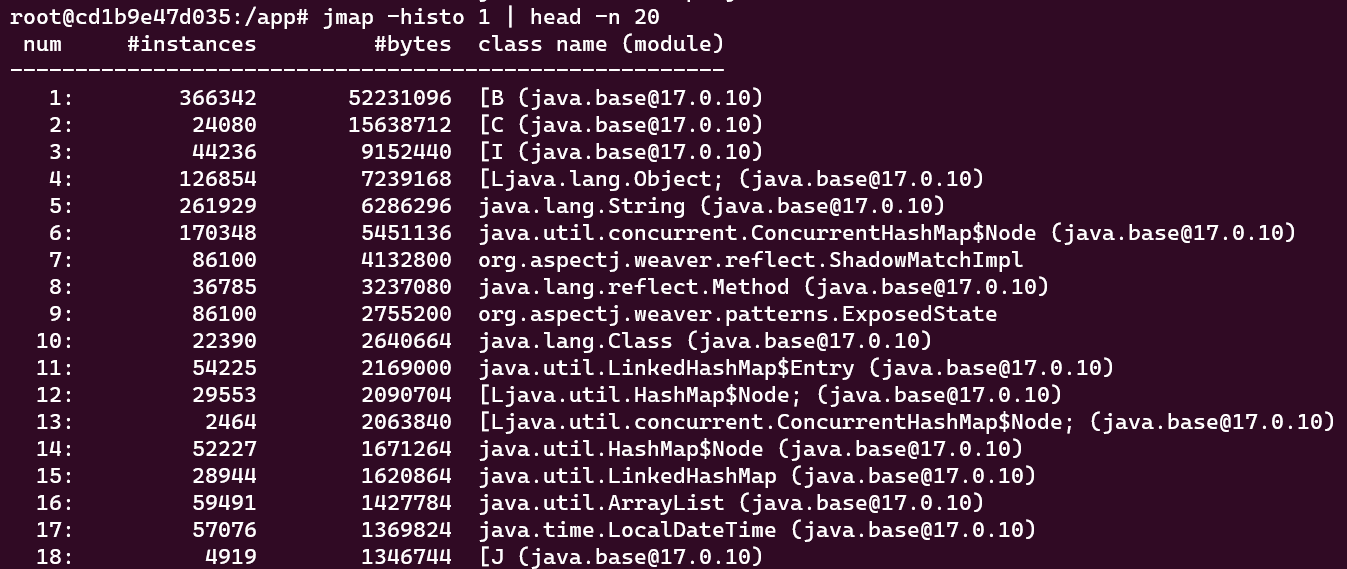 root@cd1b9e47d035:/app# jmap -histo 1 | head -n 20
 num     #instances         #bytes  class name (module)
-------------------------------------------------------
   1:        366342       52231096  [B (java.base@17.0.10)
   2:         24080       15638712  [C (java.base@17.0.10)
   3:         44236        9152440  [I (java.base@17.0.10)
   4:        126854        7239168  [Ljava.lang.Object; (java.base@17.0.10)
   5:        261929        6286296  java.lang.String (java.base@17.0.10)
   6:        170348        5451136  java.util.concurrent.ConcurrentHashMap$Node (java.base@17.0.10)
   7:         86100        4132800  org.aspectj.weaver.reflect.ShadowMatchImpl
   8:         36785        3237080  java.lang.reflect.Method (java.base@17.0.10)
   9:         86100        2755200  org.aspectj.weaver.patterns.ExposedState
  10:         22390        2640664  java.lang.Class (java.base@17.0.10)
  11:         54225        2169000  java.util.LinkedHashMap$Entry (java.base@17.0.10)
  12:         29553        2090704  [Ljava.util.HashMap$Node; (java.base@17.0.10)
  13:          2464        2063840  [Ljava.util.concurrent.ConcurrentHashMap$Node; (java.base@17.0.10)
  14:         52227        1671264  java.util.HashMap$Node (java.base@17.0.10)
  15:         28944        1620864  java.util.LinkedHashMap (java.base@17.0.10)
  16:         59491        1427784  java.util.ArrayList (java.base@17.0.10)
  17:         57076        1369824  java.time.LocalDateTime (java.base@17.0.10)
  18:          4919        1346744  [J (java.base@17.0.10)